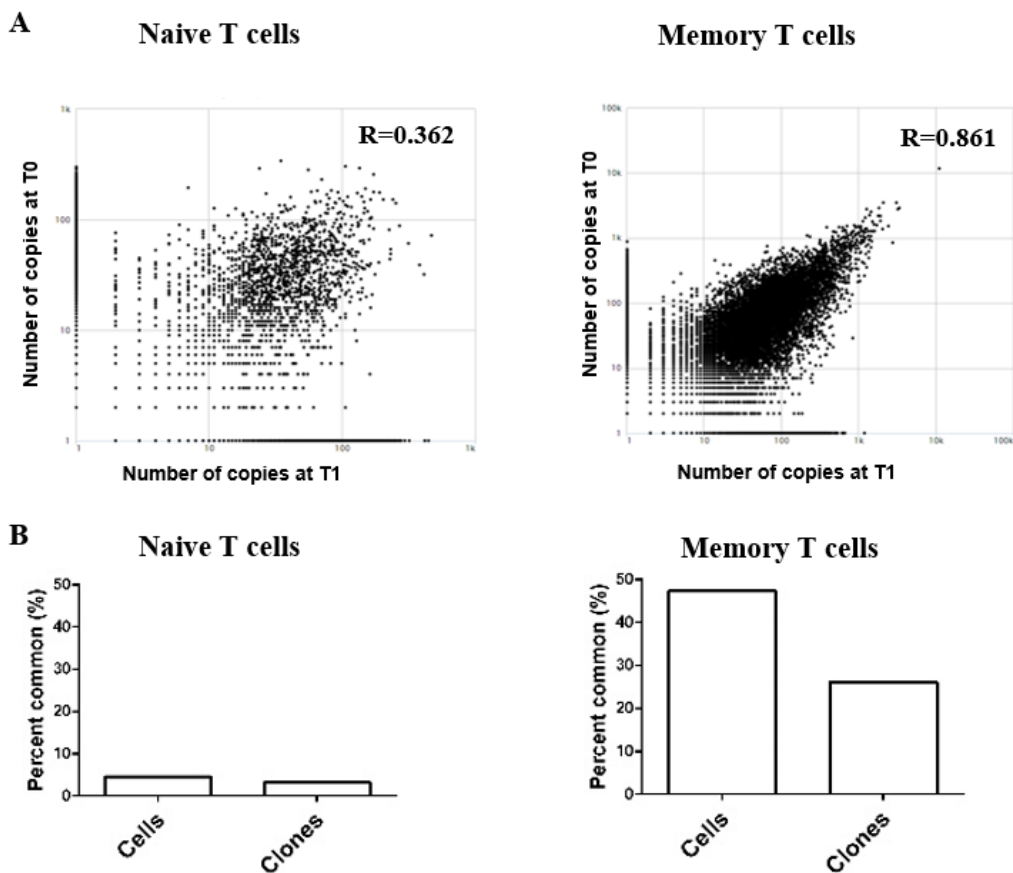 A
Naive T cells
Memory T cells
1k
100
10
1
R=0.362
Number of copies at T0
1 10 100 1k
Number of copies at T1
100k
10k
1k
100
10
1
R=0.861
Number of copies at T0
1 10 100 1k 10k 100k
Number of copies at T1
B
Naive T cells
Memory T cells
Percent common (%)
50
40
30
20
10
0
Cells Clones
Percent common (%)
50
40
30
20
10
0
Cells Clones